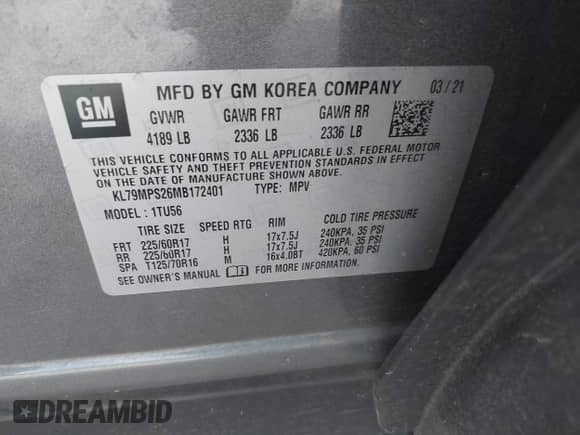 GM
MFD BY GM KOREA COMPANY 03/21
GVWR GAWR FRT GAWR RR
4189 LB 2336 LB 2336 LB
THIS VEHICLE CONFORMS TO ALL APPLICABLE U.S. FEDERAL MOTOR
VEHICLE SAFETY AND THEFT PREVENTION STANDARDS IN EFFECT
ON THE DATE OF MANUFACTURE SHOWN ABOVE.
KL79MPS26MB172401 TYPE: MPV
MODEL: 1TU56
TIRE SIZE SPEED RTG RIM COLD TIRE PRESSURE
FRT 225/60R17 H 17x7.5J 240KPA, 35 PSI
RR 225/60R17 H 17x7.5J 240KPA, 35 PSI
SPA T125/70R16 M 16x4.0BT 420KPA, 60 PSI
SEE OWNER'S MANUAL FOR MORE INFORMATION.
DREAMBID